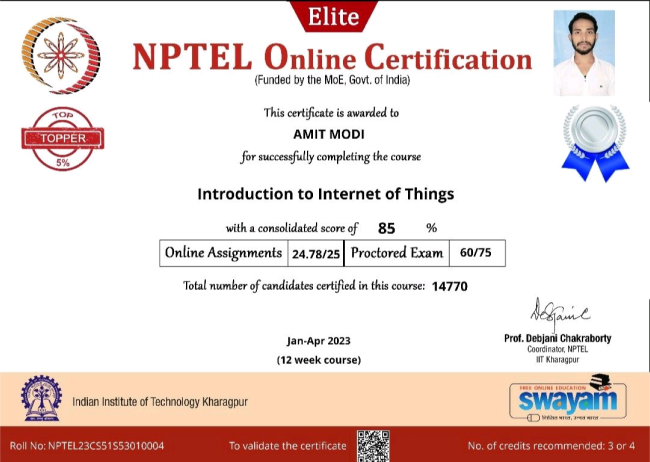 Elite
NPTEL Online Certification
(Funded by the MoE, Govt. of India)
TOP
TOPPER
5%
This certificate is awarded to
AMIT MODI
for successfully completing the course
Introduction to Internet of Things
with a consolidated score of 85 %
Online Assignments 24.78/25 Proctored Exam 60/75
Total number of candidates certified in this course: 14770
Jan-Apr 2023
(12 week course)
Prof. Debjani Chakraborty
Coordinator, NPTEL
IIT Kharagpur
Indian Institute of Technology Kharagpur
FREE ONLINE EDUCATION
swayam
शिक्षित भारत, उन्नत भारत
Roll No: NPTEL23CS51S53010004
To validate the certificate
No. of credits recommended: 3 or 4